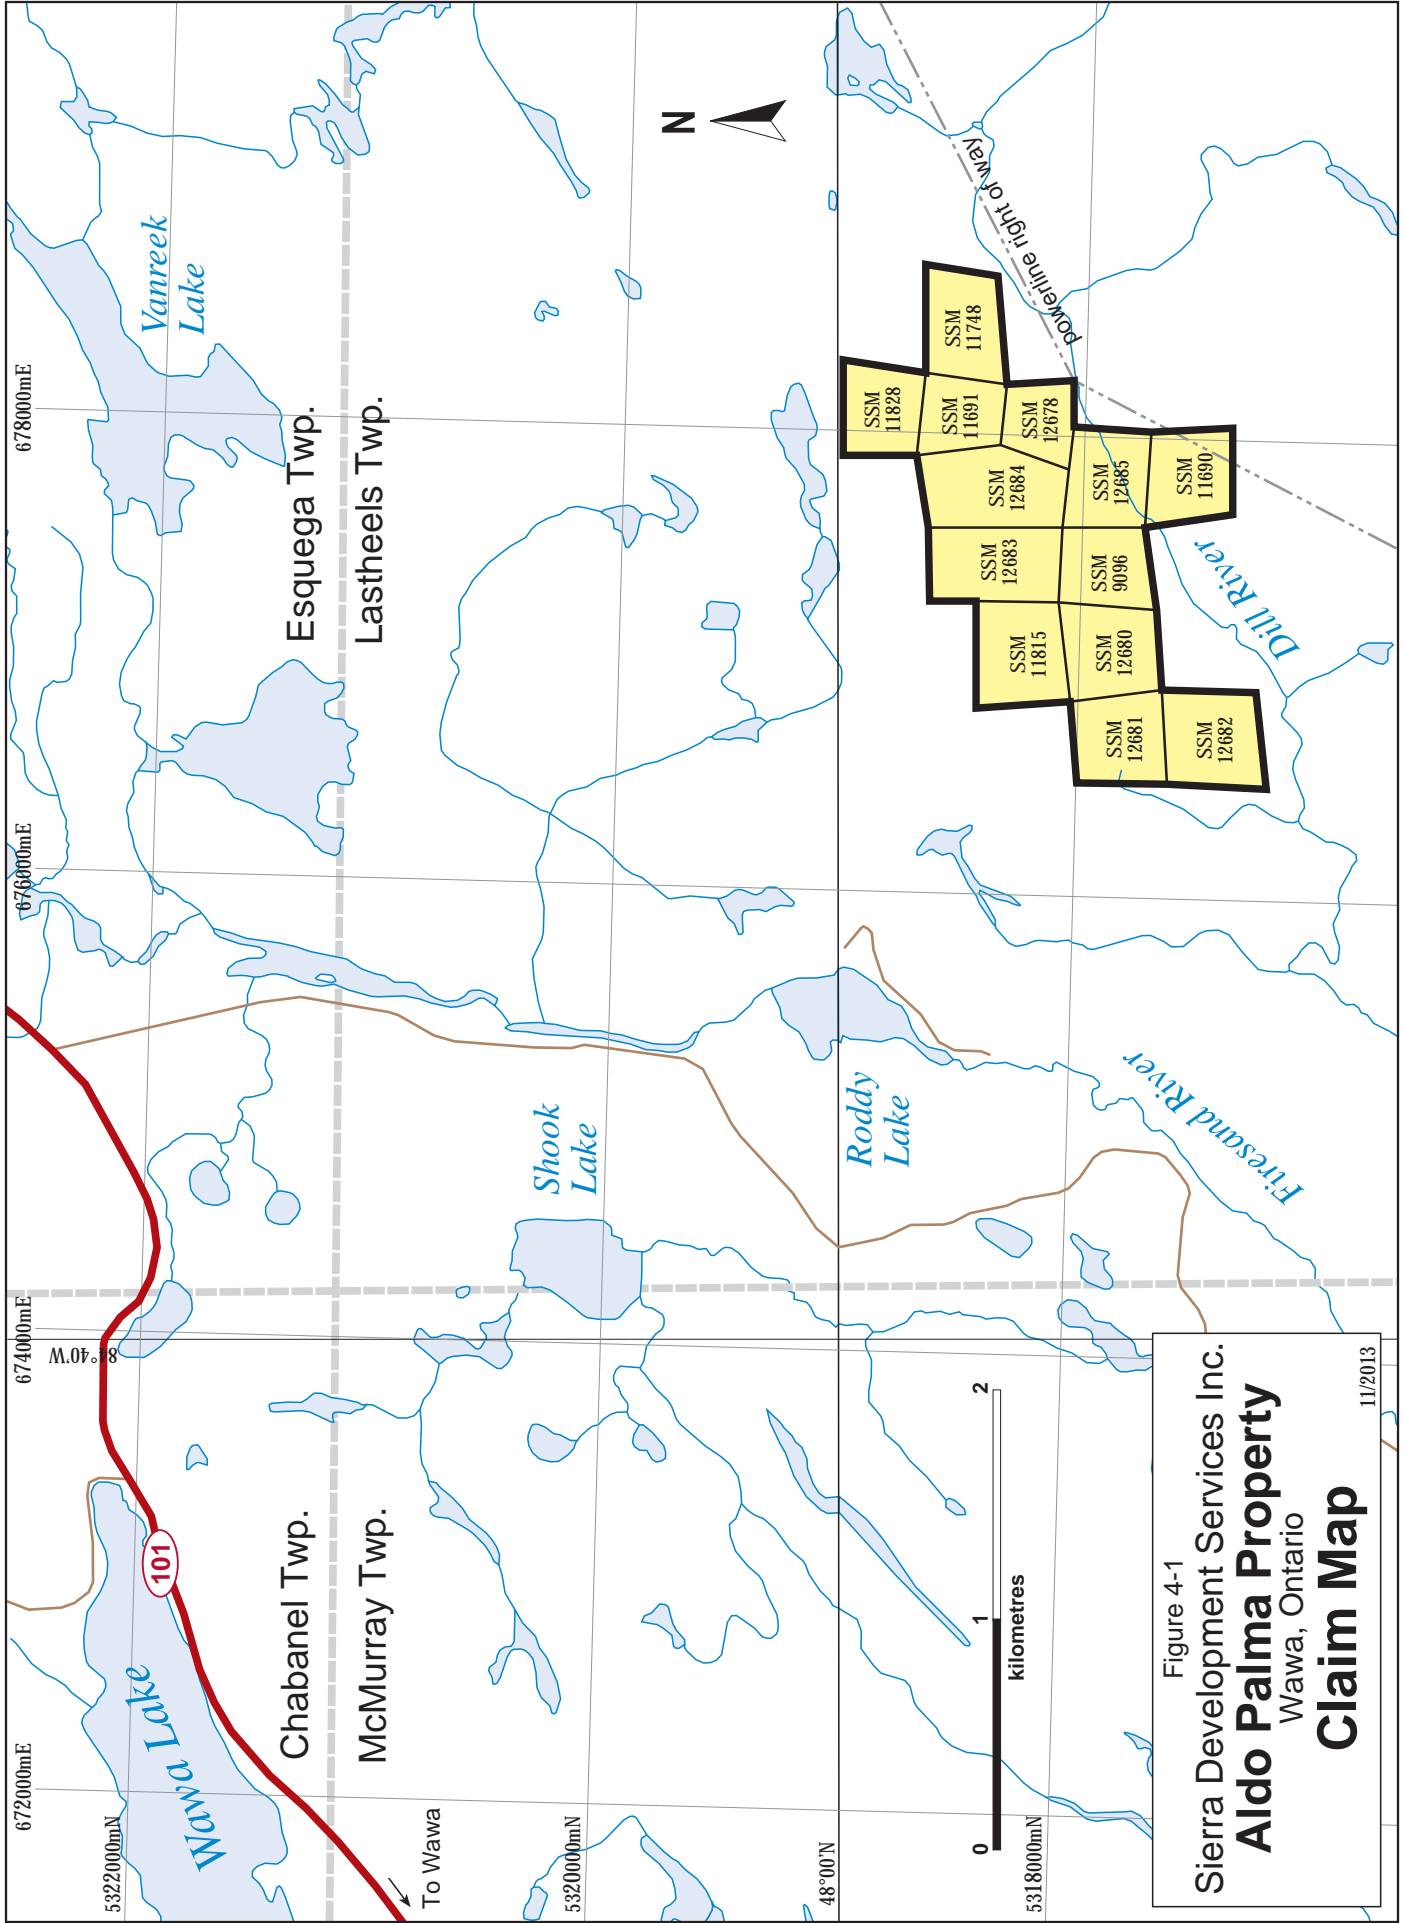 672000mE
674000mE
676000mE
678000mE
84°40'W
5322000mN
5320000mN
48°00'N
5318000mN
Wawa Lake
101
To Wawa
Chabanel Twp.
McMurray Twp.
Esquega Twp.
Lastheels Twp.
Vanreek
Lake
N
Shook
Lake
Roddy
Lake
Firesand River
Dill River
powerline right of way
SSM
11828
SSM
11748
SSM
11691
SSM
12678
SSM
12684
SSM
12685
SSM
11690
SSM
12683
SSM
9096
SSM
11815
SSM
12680
SSM
12681
SSM
12682
0
1
2
kilometres
Figure 4-1
Sierra Development Services Inc.
Aldo Palma Property
Wawa, Ontario
Claim Map
11/2013